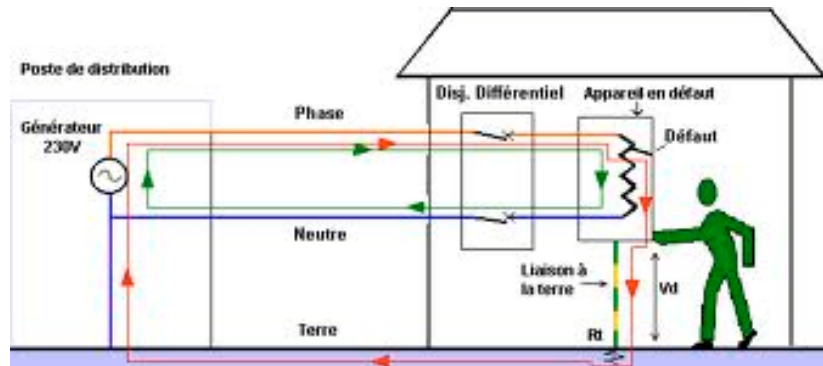 Poste de distribution
Générateur
230V
Phase
Neutre
Terre
Disj. Différentiel
Appareil en défaut
Défaut
Liaison à
la terre
Vd
Rt